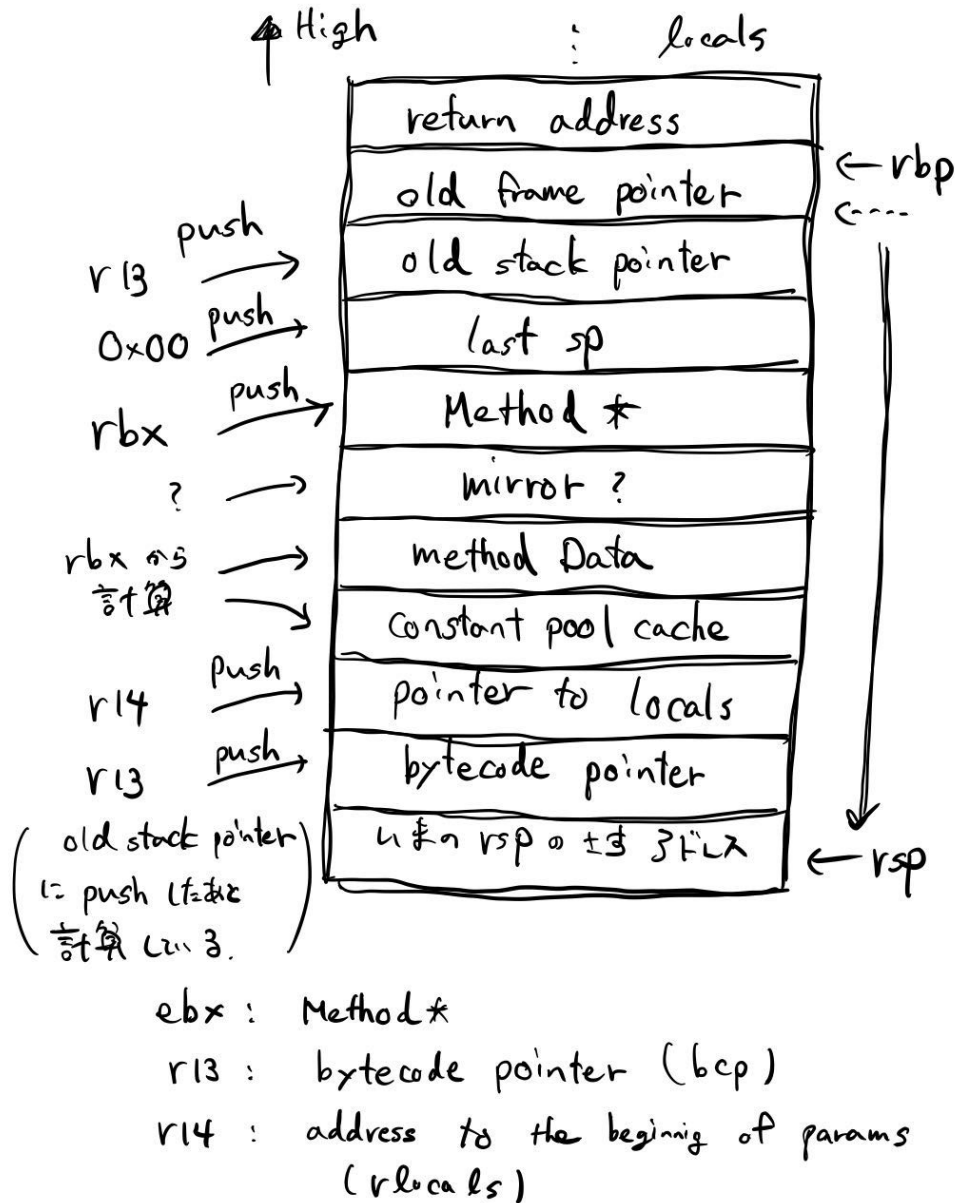 High
⋮ locals
return address
old frame pointer
← rbp
push
r13
old stack pointer
push
0x00
last sp
push
rbx
Method *
?
mirror ?
rbx から
計算
method Data
constant pool cache
push
r14
pointer to locals
push
r13
bytecode pointer
(old stack pointer
に push したあと
計算している.)
いまの rsp のさす アドレス
← rsp
ebx : Method*
r13 : bytecode pointer (bcp)
r14 : address to the beginnig of params
(rlocals)